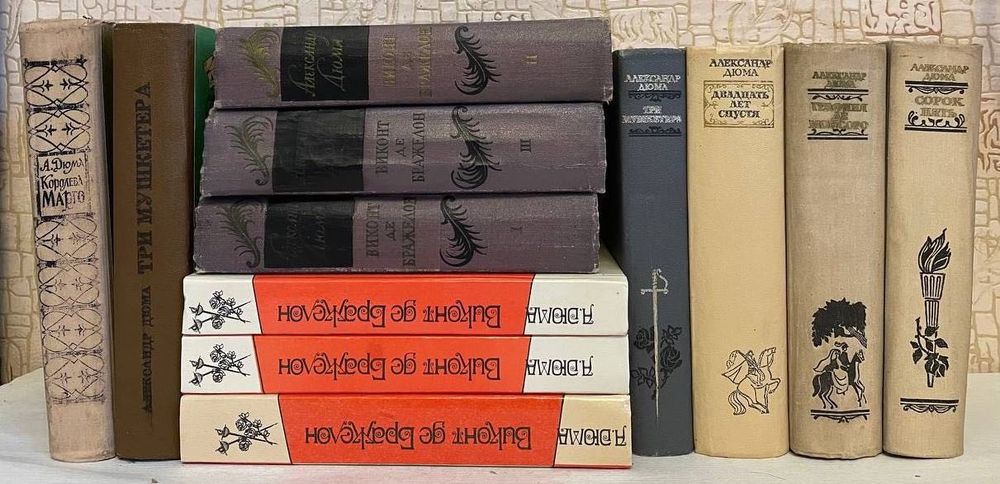 А. Дюма
Королева
Марго
АЛЕКСАНДР ДЮМА ТРИ МУШКЕТЕРА
Александр
Дюма
ВИКОНТ
ДЕ
БРАЖЕЛОН
II
ВИКОНТ
ДЕ
БРАЖЕЛОН
III
ВИКОНТ
ДЕ
БРАЖЕЛОН
I
А.ДЮМА Виконт де Бражелон
А.ДЮМА Виконт де Бражелон
А.ДЮМА Виконт де Бражелон
АЛЕКСАНДР
ДЮМА
ТРИ
МУШКЕТЕРА
АЛЕКСАНДР
ДЮМА
ДВАДЦАТЬ
ЛЕТ
СПУСТЯ
АЛЕКСАНДР
ДЮМА
ГРАФИНЯ
ДЕ
МОНСОРО
АЛЕКСАНДР
ДЮМА
СОРОК
ПЯТЬ